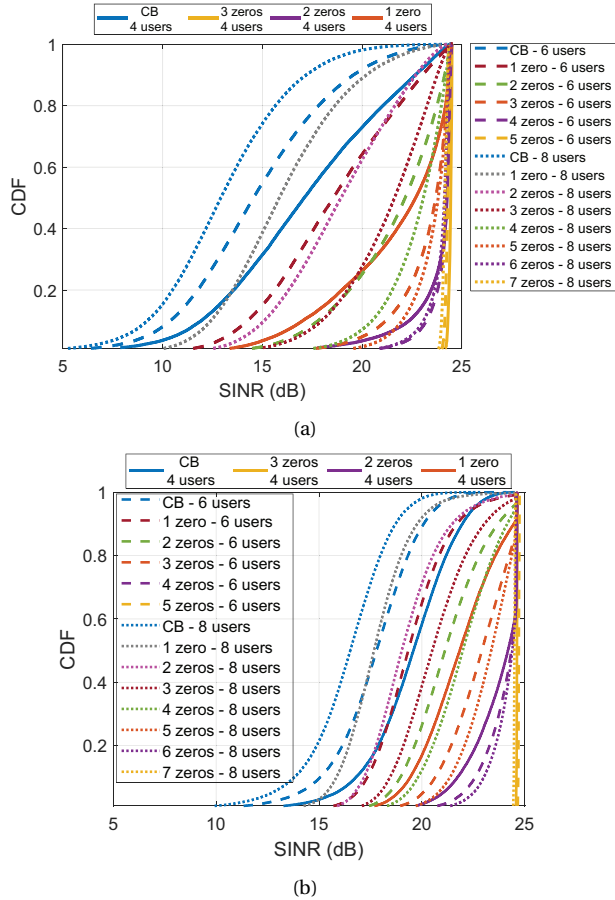 CB 3 zeros 2 zeros 1 zero
4 users 4 users 4 users 4 users
1
0.8
0.6
0.4
0.2
CDF
5 10 15 20 25
SINR (dB)
CB - 6 users
1 zero - 6 users
2 zeros - 6 users
3 zeros - 6 users
4 zeros - 6 users
5 zeros - 6 users
CB - 8 users
1 zero - 8 users
2 zeros - 8 users
3 zeros - 8 users
4 zeros - 8 users
5 zeros - 8 users
6 zeros - 8 users
7 zeros - 8 users
(a)
CB 3 zeros 2 zeros 1 zero
4 users 4 users 4 users 4 users
1
0.8
0.6
0.4
0.2
CDF
CB - 6 users
1 zero - 6 users
2 zeros - 6 users
3 zeros - 6 users
4 zeros - 6 users
5 zeros - 6 users
CB - 8 users
1 zero - 8 users
2 zeros - 8 users
3 zeros - 8 users
4 zeros - 8 users
5 zeros - 8 users
6 zeros - 8 users
7 zeros - 8 users
5 10 15 20 25
SINR (dB)
(b)